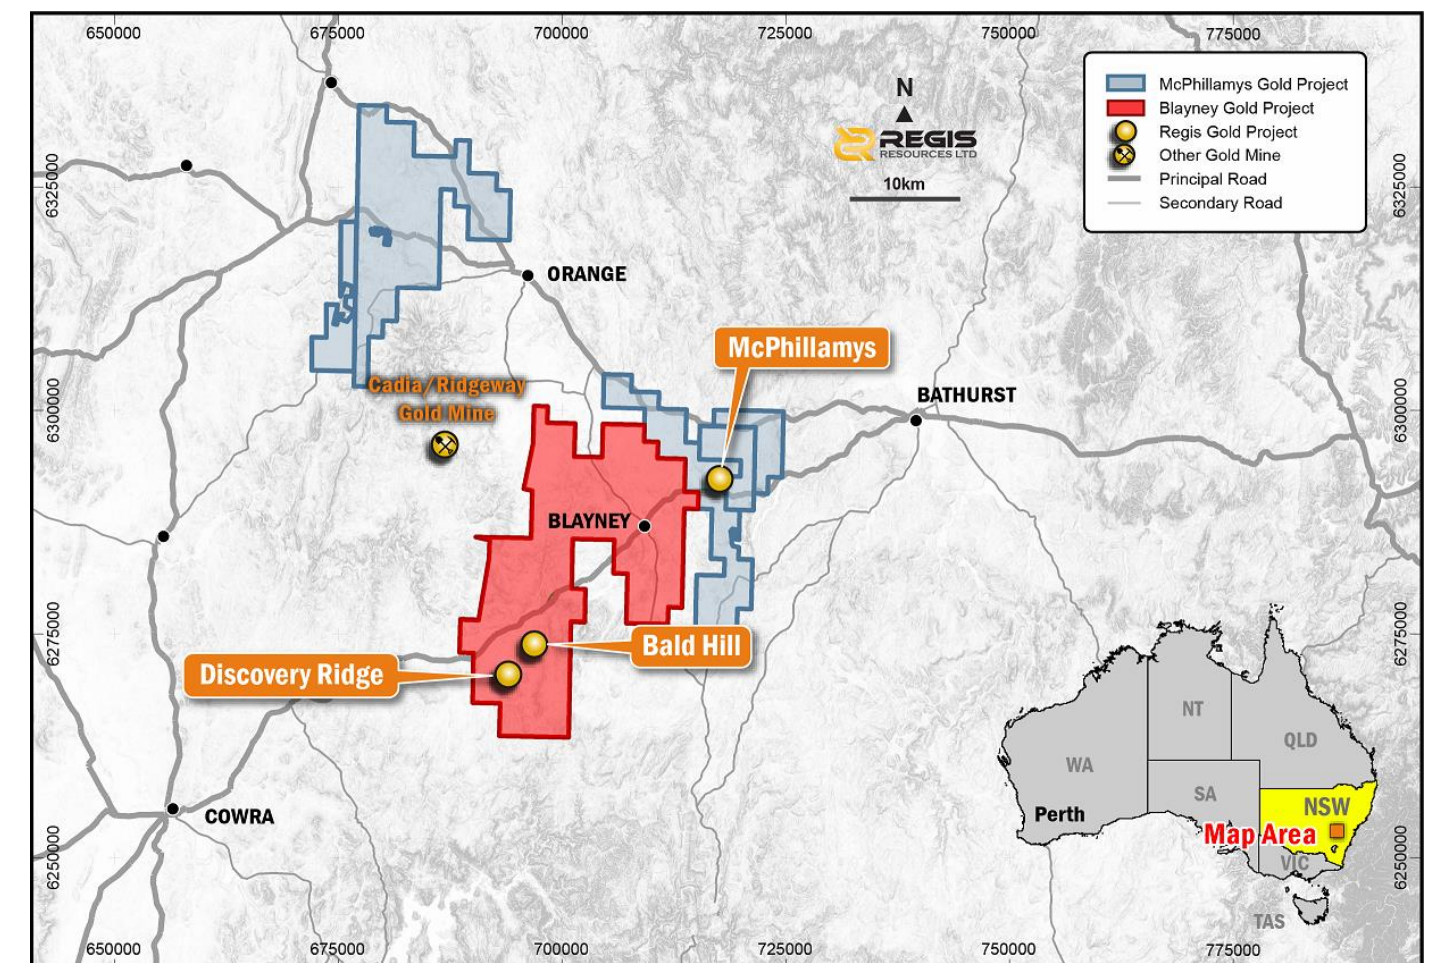 650000
675000
700000
725000
750000
775000
McPhillamys Gold Project
Blayney Gold Project
Regis Gold Project
Other Gold Mine
Principal Road
Secondary Road
N
REGIS
RESOURCES LTD
10km
6325000
6325000
ORANGE
McPhillamys
Cadia/Ridgeway
Gold Mine
BATHURST
6300000
6300000
BLAYNEY
6275000
6275000
Bald Hill
Discovery Ridge
COWRA
6250000
6250000
NT
QLD
WA
SA
NSW
Perth
Map Area
VIC
TAS
650000
675000
700000
725000
750000
775000